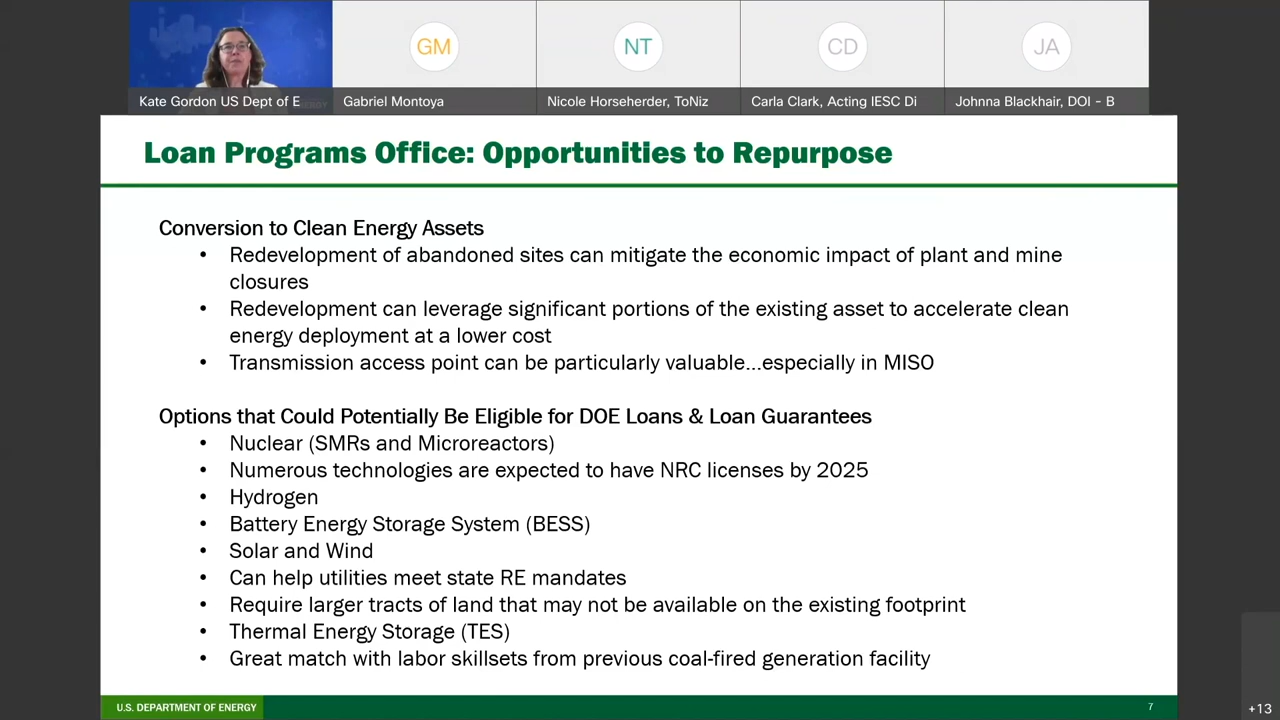 GM
NT
CD
JA
Kate Gordon US Dept of E
Gabriel Montoya
Nicole Horseherder, ToNiz
Carla Clark, Acting IESC Di
Johnna Blackhair, DOI - B
Loan Programs Office: Opportunities to Repurpose
Conversion to Clean Energy Assets
• Redevelopment of abandoned sites can mitigate the economic impact of plant and mine
closures
• Redevelopment can leverage significant portions of the existing asset to accelerate clean
energy deployment at a lower cost
• Transmission access point can be particularly valuable...especially in MISO
Options that Could Potentially Be Eligible for DOE Loans & Loan Guarantees
• Nuclear (SMRs and Microreactors)
• Numerous technologies are expected to have NRC licenses by 2025
• Hydrogen
• Battery Energy Storage System (BESS)
• Solar and Wind
• Can help utilities meet state RE mandates
• Require larger tracts of land that may not be available on the existing footprint
• Thermal Energy Storage (TES)
• Great match with labor skillsets from previous coal-fired generation facility
U.S. DEPARTMENT OF ENERGY
7
+13